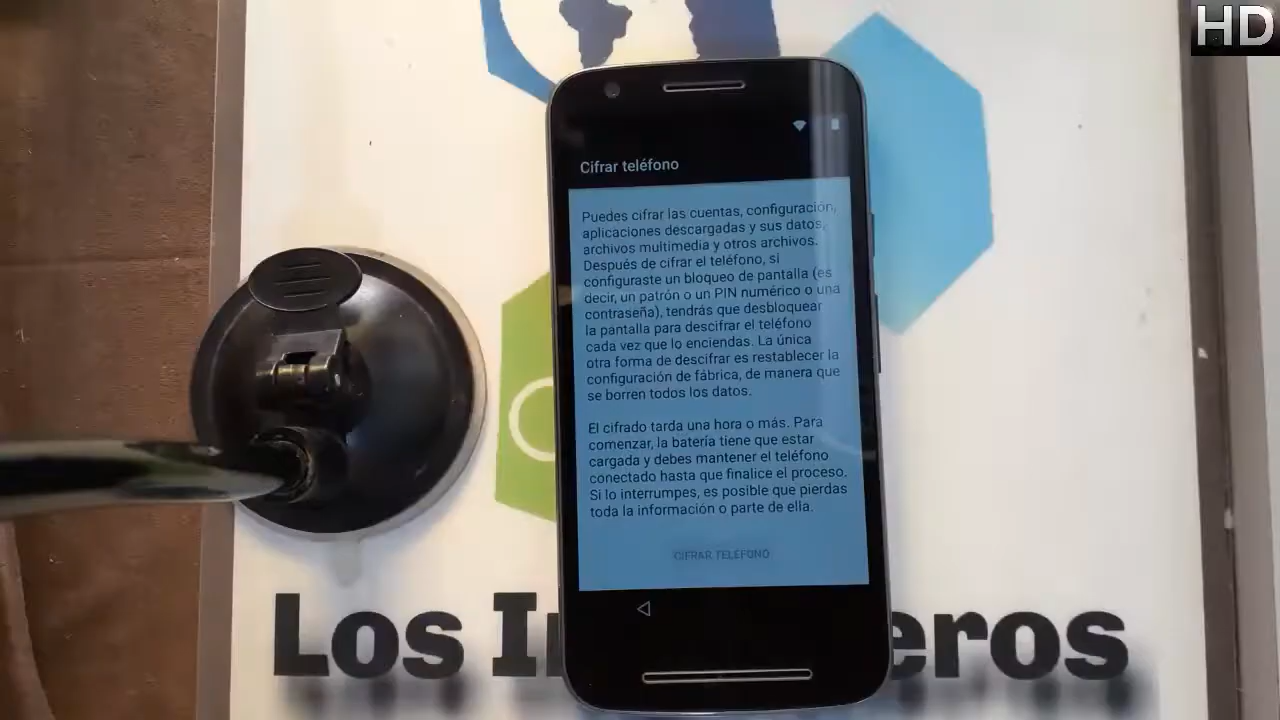 HD
Cifrar teléfono
Puedes cifrar las cuentas, configuración,
aplicaciones descargadas y sus datos,
archivos multimedia y otros archivos.
Después de cifrar el teléfono, si
configuraste un bloqueo de pantalla (es
decir, un patrón o un PIN numérico o una
contraseña), tendrás que desbloquear
la pantalla para descifrar el teléfono
cada vez que lo enciendas. La única
otra forma de descifrar es restablecer la
configuración de fábrica, de manera que
se borren todos los datos.
El cifrado tarda una hora o más. Para
comenzar, la batería tiene que estar
cargada y debes mantener el teléfono
conectado hasta que finalice el proceso.
Si lo interrumpes, es posible que pierdas
toda la información o parte de ella.
CIFRAR TELÉFONO
Los